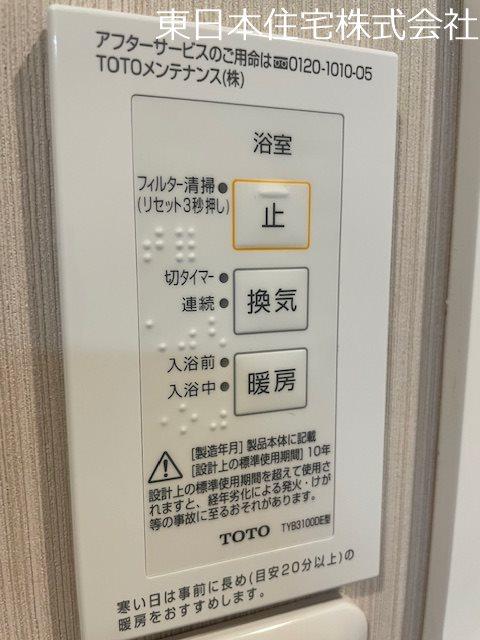 東日本住宅株式会社
アフターサービスのご用命は0120-1010-05
TOTOメンテナンス(株)
浴室
フィルター清掃
(リセット3秒押し)
止
切タイマー
連続
換気
入浴前
入浴中
暖房
[製造年月] 製品本体に記載
[設計上の標準使用期間] 10年
設計上の標準使用期間を超えて使用さ
れますと、経年劣化による発火・けが
等の事故に至るおそれがあります。
TOTO TYB3100DE型
寒い日は事前に長め(目安20分以上)の
暖房をおすすめします。